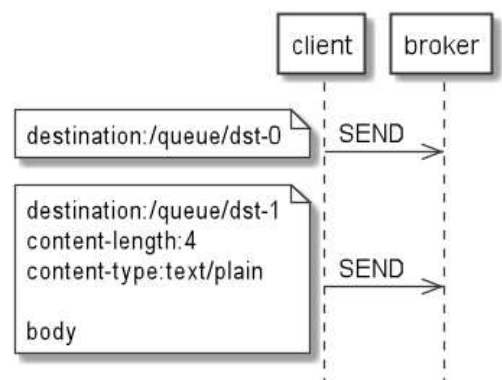 client
broker
destination:/queue/dst-0
SEND
destination:/queue/dst-1
content-length:4
content-type:text/plain
SEND
body